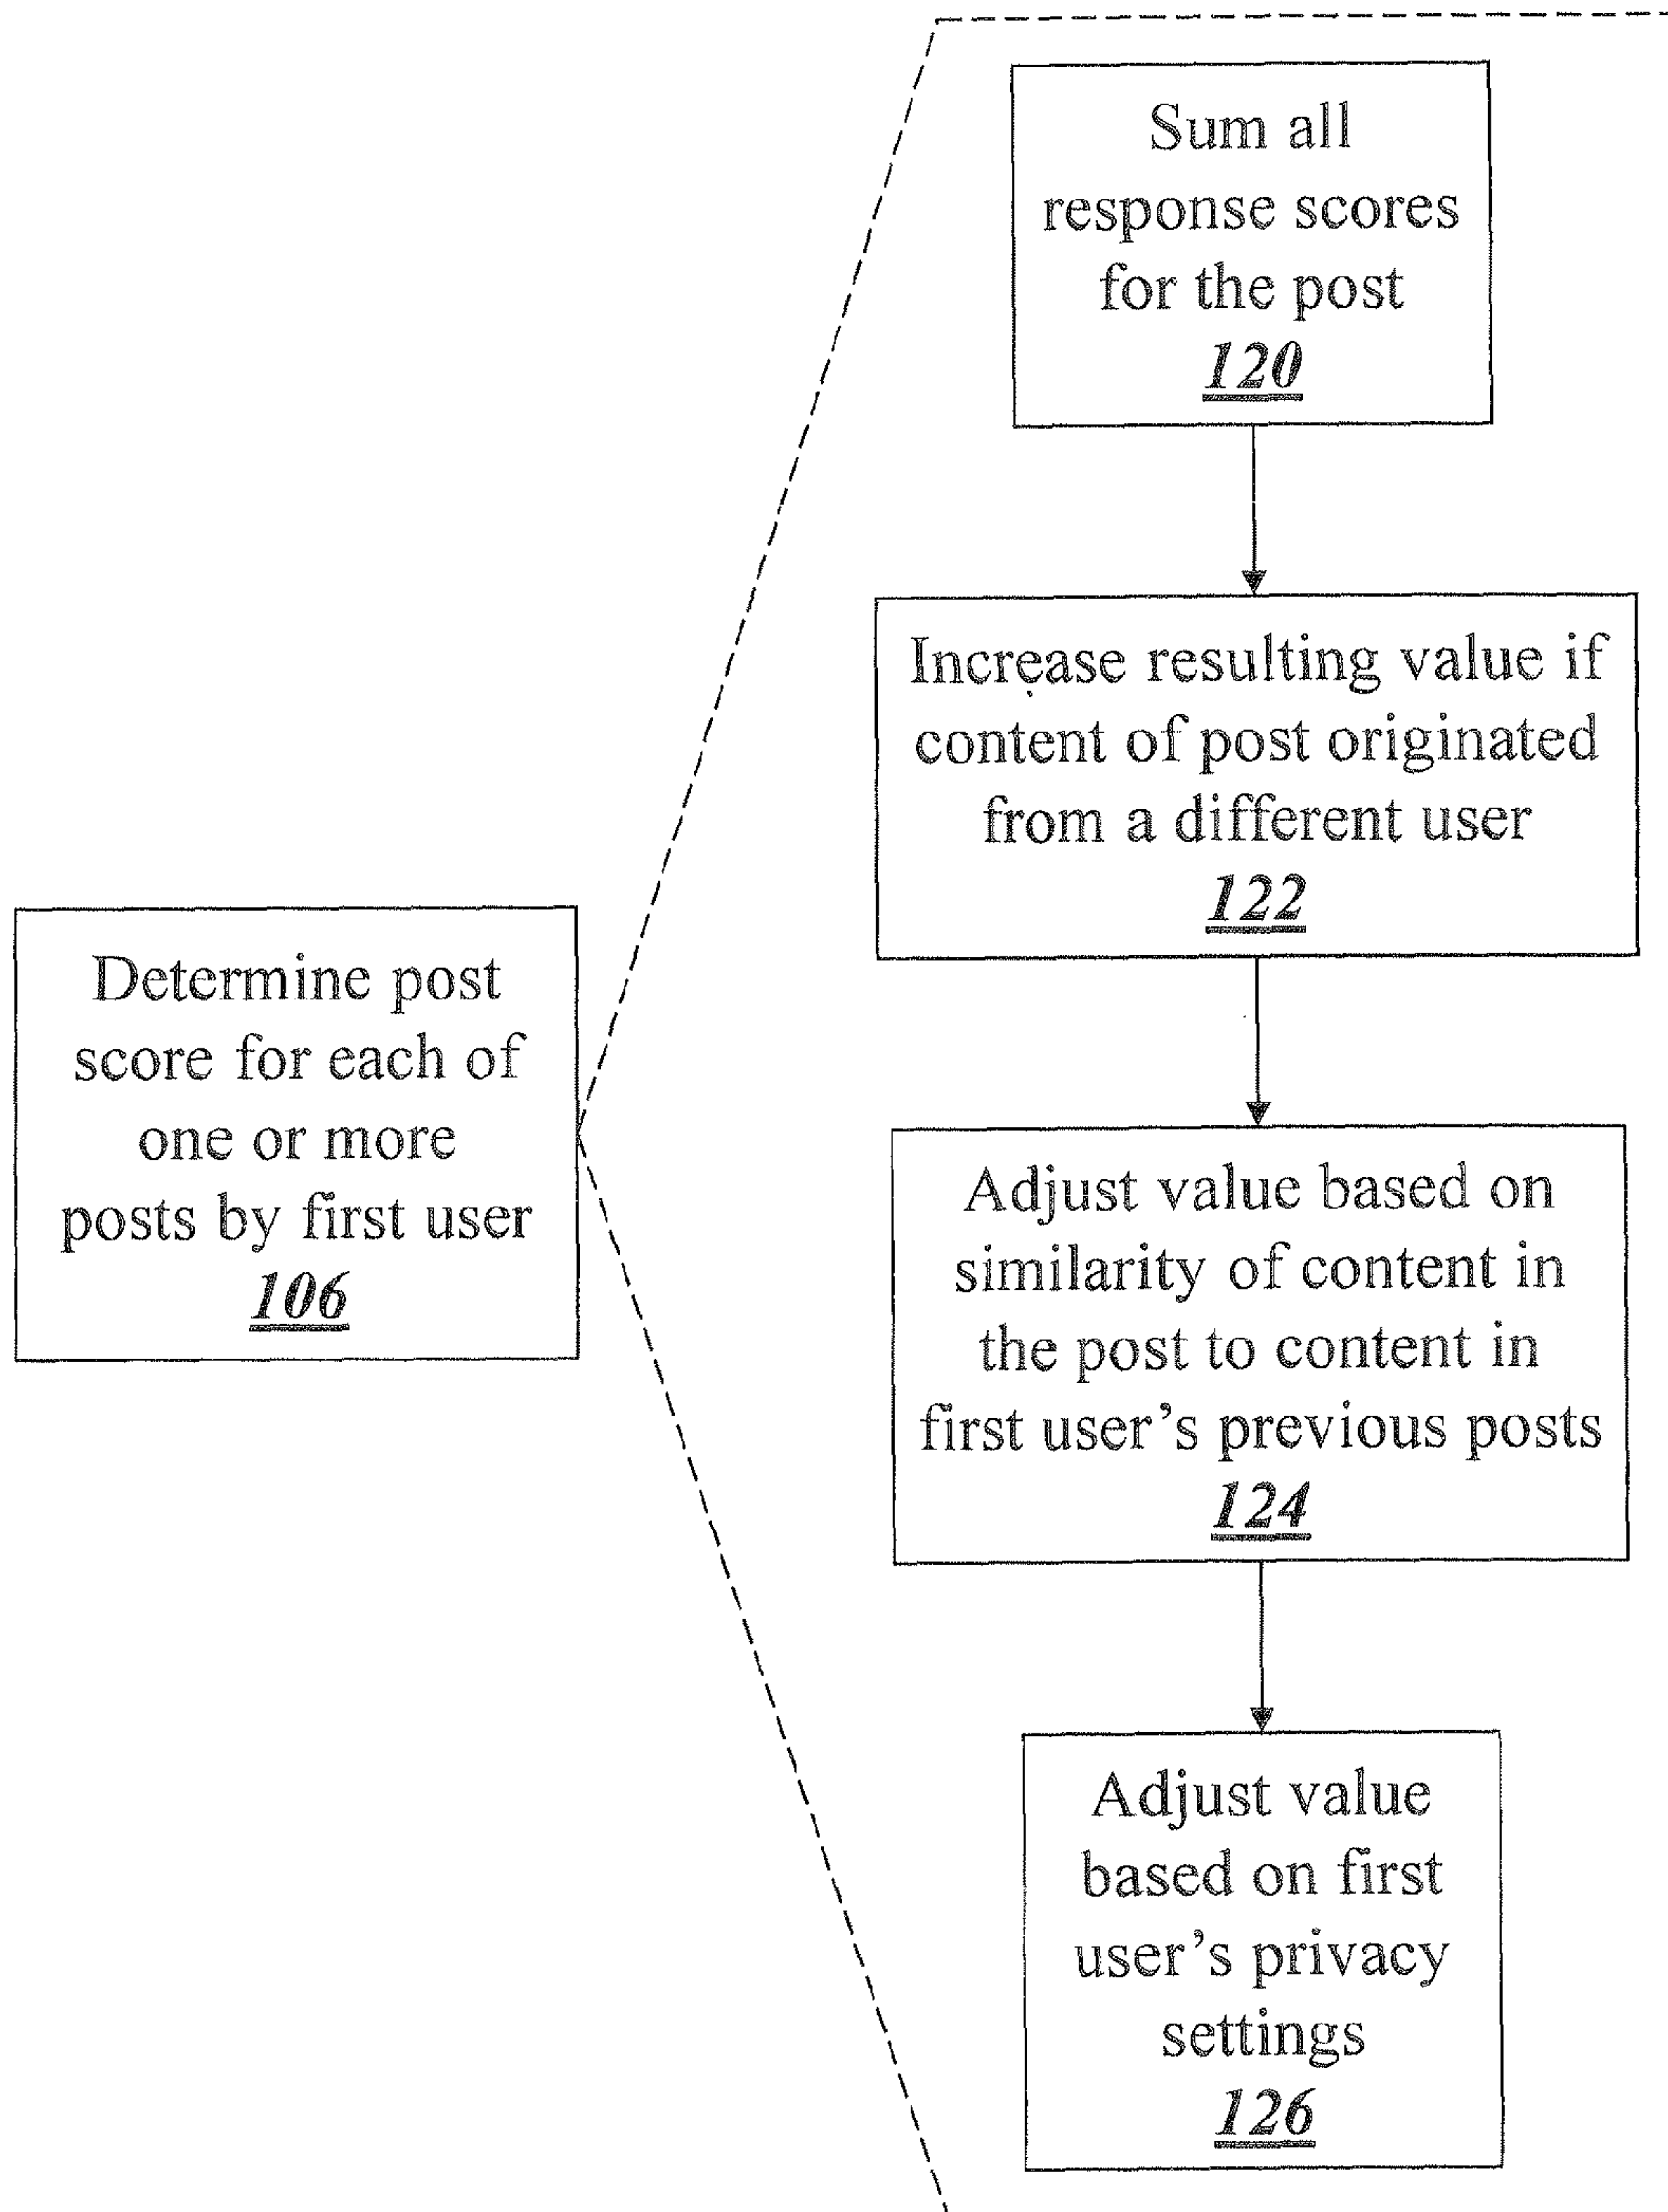 Determine post
score for each of
one or more
posts by first user
106
Sum all
response scores
for the post
120
Increase resulting value if
content of post originated
from a different user
122
Adjust value based on
similarity of content in
the post to content in
first user’s previous posts
124
Adjust value
based on first
user’s privacy
settings
126